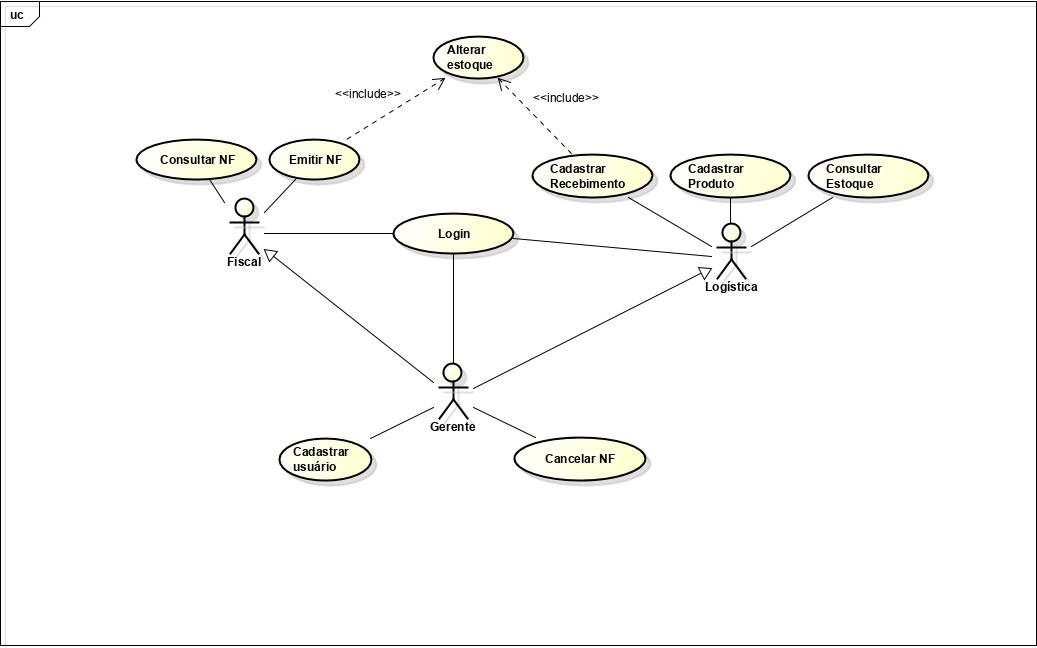 uc
Alterar
estoque
<<include>>
<<include>>
Consultar NF
Emitir NF
Cadastrar
Recebimento
Cadastrar
Produto
Consultar
Estoque
Login
Fiscal
Logística
Gerente
Cadastrar
usuário
Cancelar NF